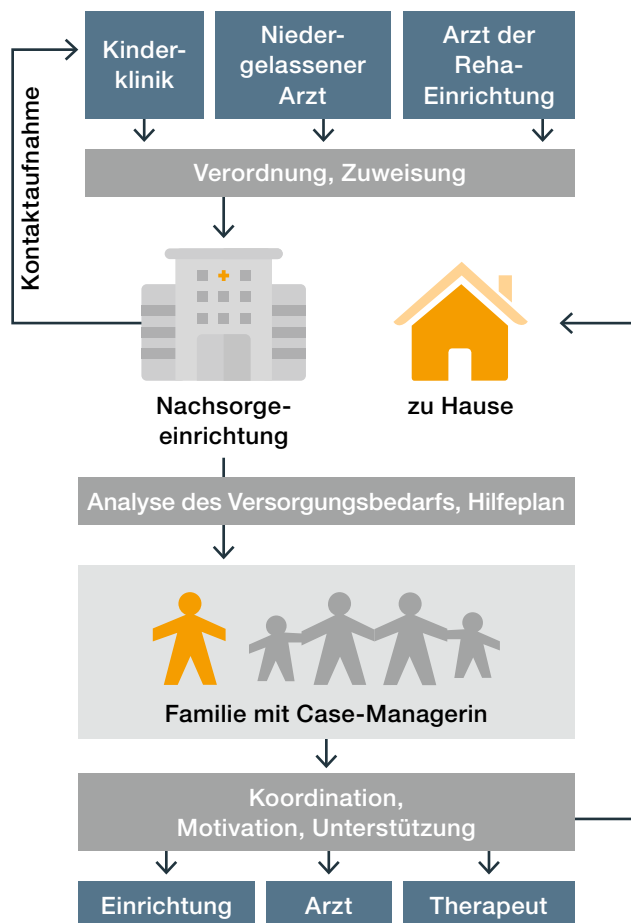 Kinder-
klinik
Nieder-
gelassener
Arzt
Arzt der
Reha-
Einrichtung
Kontaktaufnahme
Verordnung, Zuweisung
Nachsorge-
einrichtung
zu Hause
Analyse des Versorgungsbedarfs, Hilfeplan
Familie mit Case-Managerin
Koordination,
Motivation, Unterstützung
Einrichtung
Arzt
Therapeut